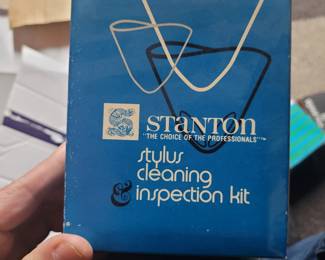 STANTON
"THE CHOICE OF THE PROFESSIONALS"™
stylus
cleaning
& inspection kit